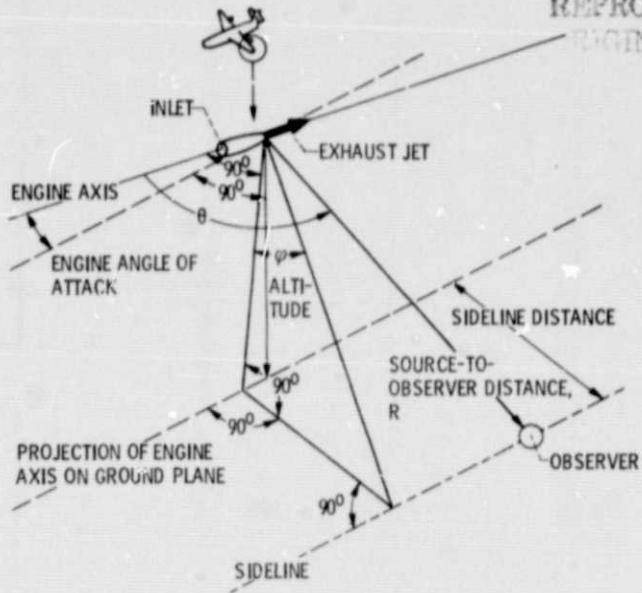 REPRO
INLET
EXHAUST JET
90°
90°
ENGINE AXIS
θ
ENGINE ANGLE OF
ATTACK
φ
ALTI-
TUDE
SIDELINE DISTANCE
SOURCE-TO-
OBSERVER DISTANCE,
R
90°
90°
PROJECTION OF ENGINE
AXIS ON GROUND PLANE
OBSERVER
90°
SIDELINE